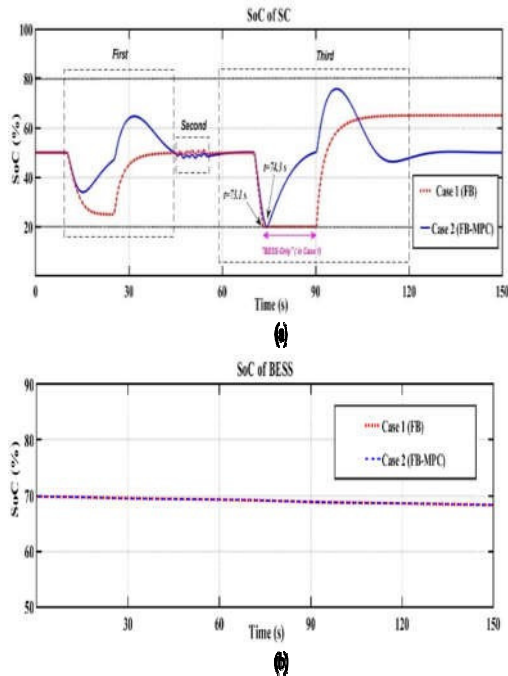 SoC of SC
100
80
60
40
20
0
SoC (%)
First
Second
Third
t=73.1 s
t=74.3 s
"BESS-Only" ( in Case I)
Case 1 (FB)
Case 2 (FB-MPC)
0 30 60 90 120 150
Time (s)
(a)
SoC of BESS
90
80
70
60
50
SoC (%)
Case 1 (FB)
Case 2 (FB-MPC)
30 60 90 120 150
Time (s)
(b)